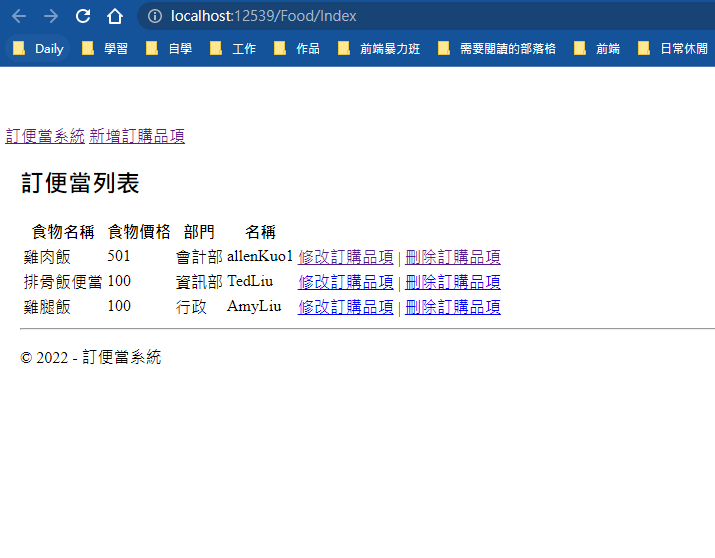 localhost:12539/Food/Index
Daily 學習 自學 工作 作品 前端暴力班 需要閱讀的部落格 前端 日常休閒
訂便當系統 新增訂購品項
訂便當列表
食物名稱 食物價格 部門 名稱
雞肉飯 501 會計部 allenKuo1 修改訂購品項 | 刪除訂購品項
排骨飯便當 100 資訊部 TedLiu 修改訂購品項 | 刪除訂購品項
雞腿飯 100 行政 AmyLiu 修改訂購品項 | 刪除訂購品項
© 2022 - 訂便當系統